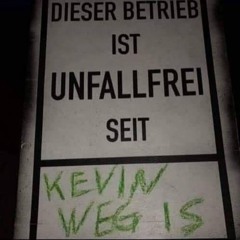 DIESER BETRIEB
IST
UNFALLFREI
SEIT
KEVIN
WEG IS